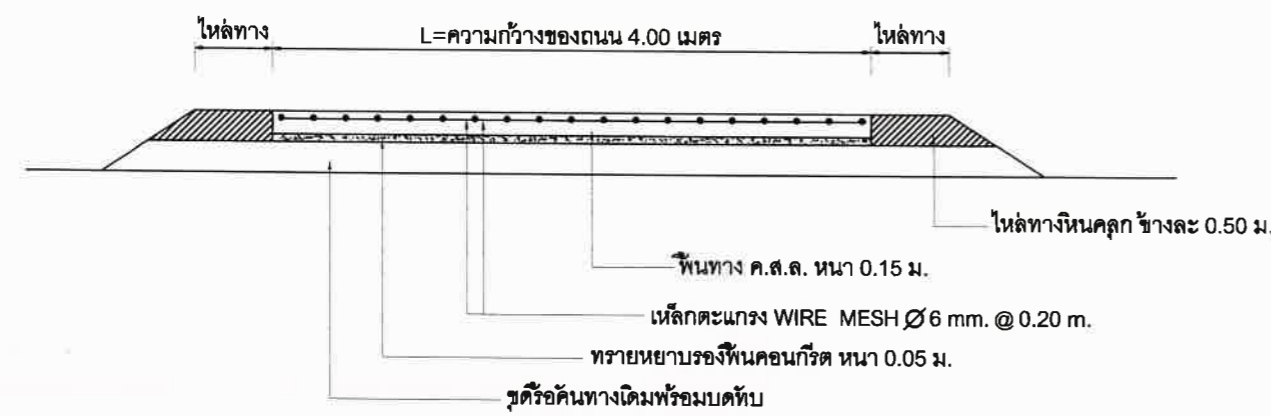 ไหล่ทาง L=ความกว้างของถนน 4.00 เมตร ไหล่ทาง
ไหล่ทางหินคลุก ข้างละ 0.50 ม.
พื้นทาง ค.ส.ล. หนา 0.15 ม.
เหล็กตะแกรง WIRE MESH Ø 6 mm. @ 0.20 m.
ทรายหยาบรองพื้นคอนกรีต หนา 0.05 ม.
ขุดรื้อคันทางเดิมพร้อมบดทับ